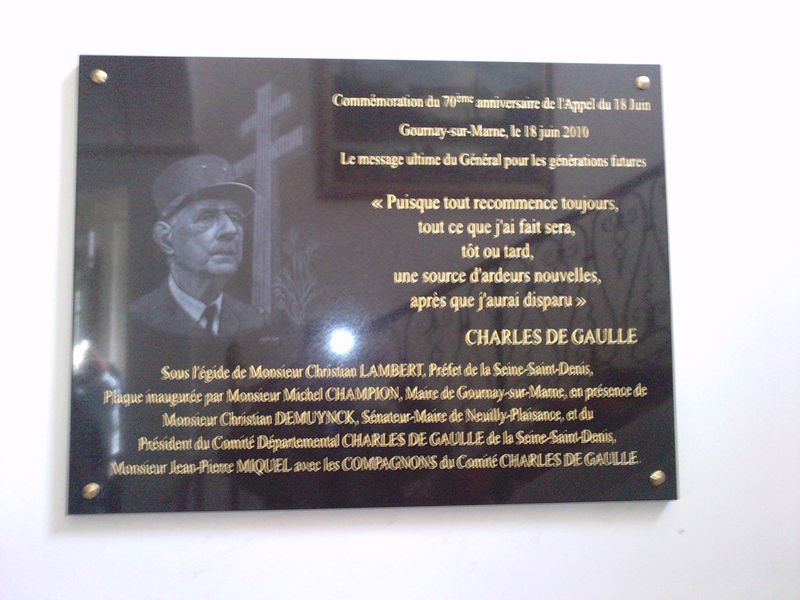 Commémoration du 70ème anniversaire de l'Appel du 18 Juin
Gournay-sur-Marne, le 18 juin 2010
Le message ultime du Général pour les générations futures
« Puisque tout recommence toujours,
tout ce que j'ai fait sera,
tôt ou tard,
une source d'ardeurs nouvelles,
après que j'aurai disparu »
CHARLES DE GAULLE
Sous l'égide de Monsieur Christian LAMBERT, Préfet de la Seine-Saint-Denis,
Plaque inaugurée par Monsieur Michel CHAMPION, Maire de Gournay-sur-Marne, en présence de
Monsieur Christian DEMUYNCK, Sénateur-Maire de Neuilly-Plaisance, et du
Président du Comité Départemental CHARLES DE GAULLE de la Seine-Saint-Denis,
Monsieur Jean-Pierre MIQUEL avec les COMPAGNONS du Comité CHARLES DE GAULLE.